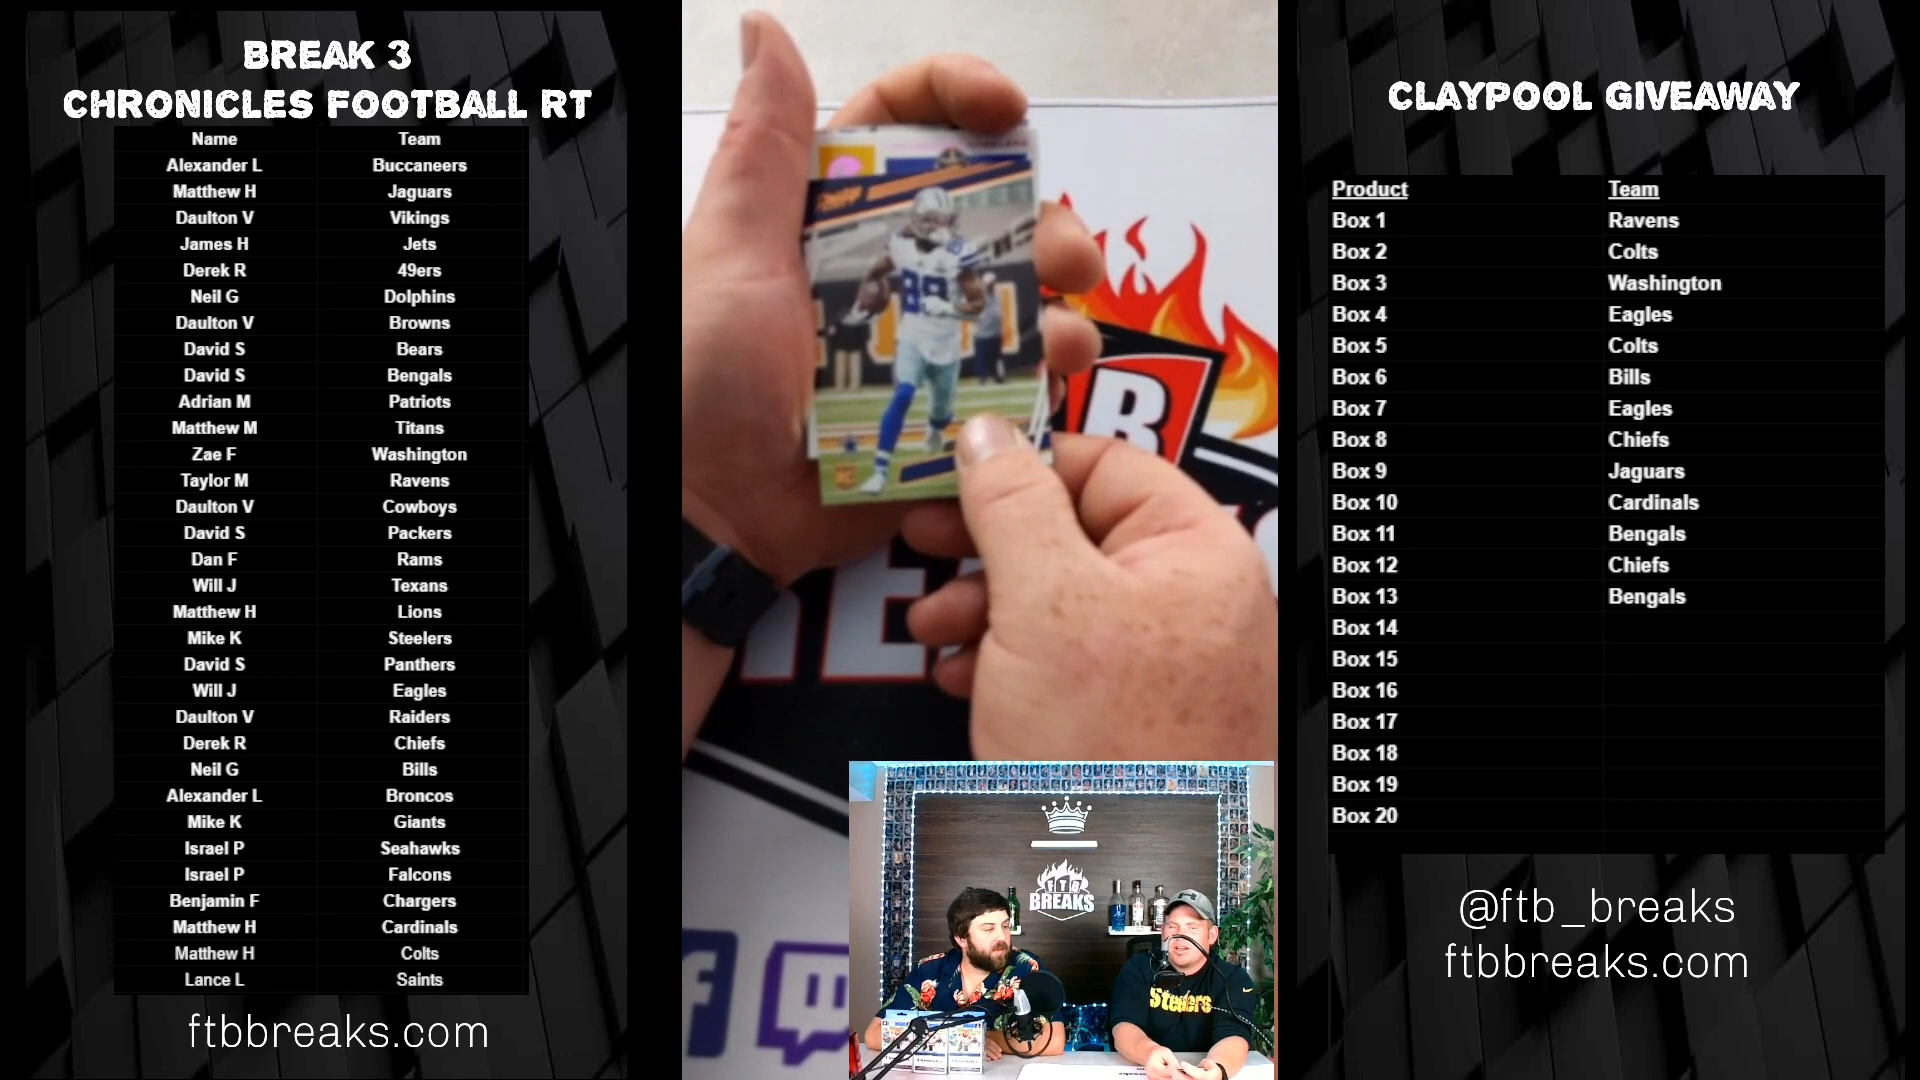 BREAK 3
CHRONICLES FOOTBALL RT
Name Team
Alexander L Buccaneers
Matthew H Jaguars
Daulton V Vikings
James H Jets
Derek R 49ers
Neil G Dolphins
Daulton V Browns
David S Bears
David S Bengals
Adrian M Patriots
Matthew M Titans
Zae F Washington
Taylor M Ravens
Daulton V Cowboys
David S Packers
Dan F Rams
Will J Texans
Matthew H Lions
Mike K Steelers
David S Panthers
Will J Eagles
Daulton V Raiders
Derek R Chiefs
Neil G Bills
Alexander L Broncos
Mike K Giants
Israel P Seahawks
Israel P Falcons
Benjamin F Chargers
Matthew H Cardinals
Matthew H Colts
Lance L Saints
ftbbreaks.com
B
FTB
BREAKS
Steelers
CLAYPOOL GIVEAWAY
Product Team
Box 1 Ravens
Box 2 Colts
Box 3 Washington
Box 4 Eagles
Box 5 Colts
Box 6 Bills
Box 7 Eagles
Box 8 Chiefs
Box 9 Jaguars
Box 10 Cardinals
Box 11 Bengals
Box 12 Chiefs
Box 13 Bengals
Box 14
Box 15
Box 16
Box 17
Box 18
Box 19
Box 20
@ftb_breaks
ftbbreaks.com